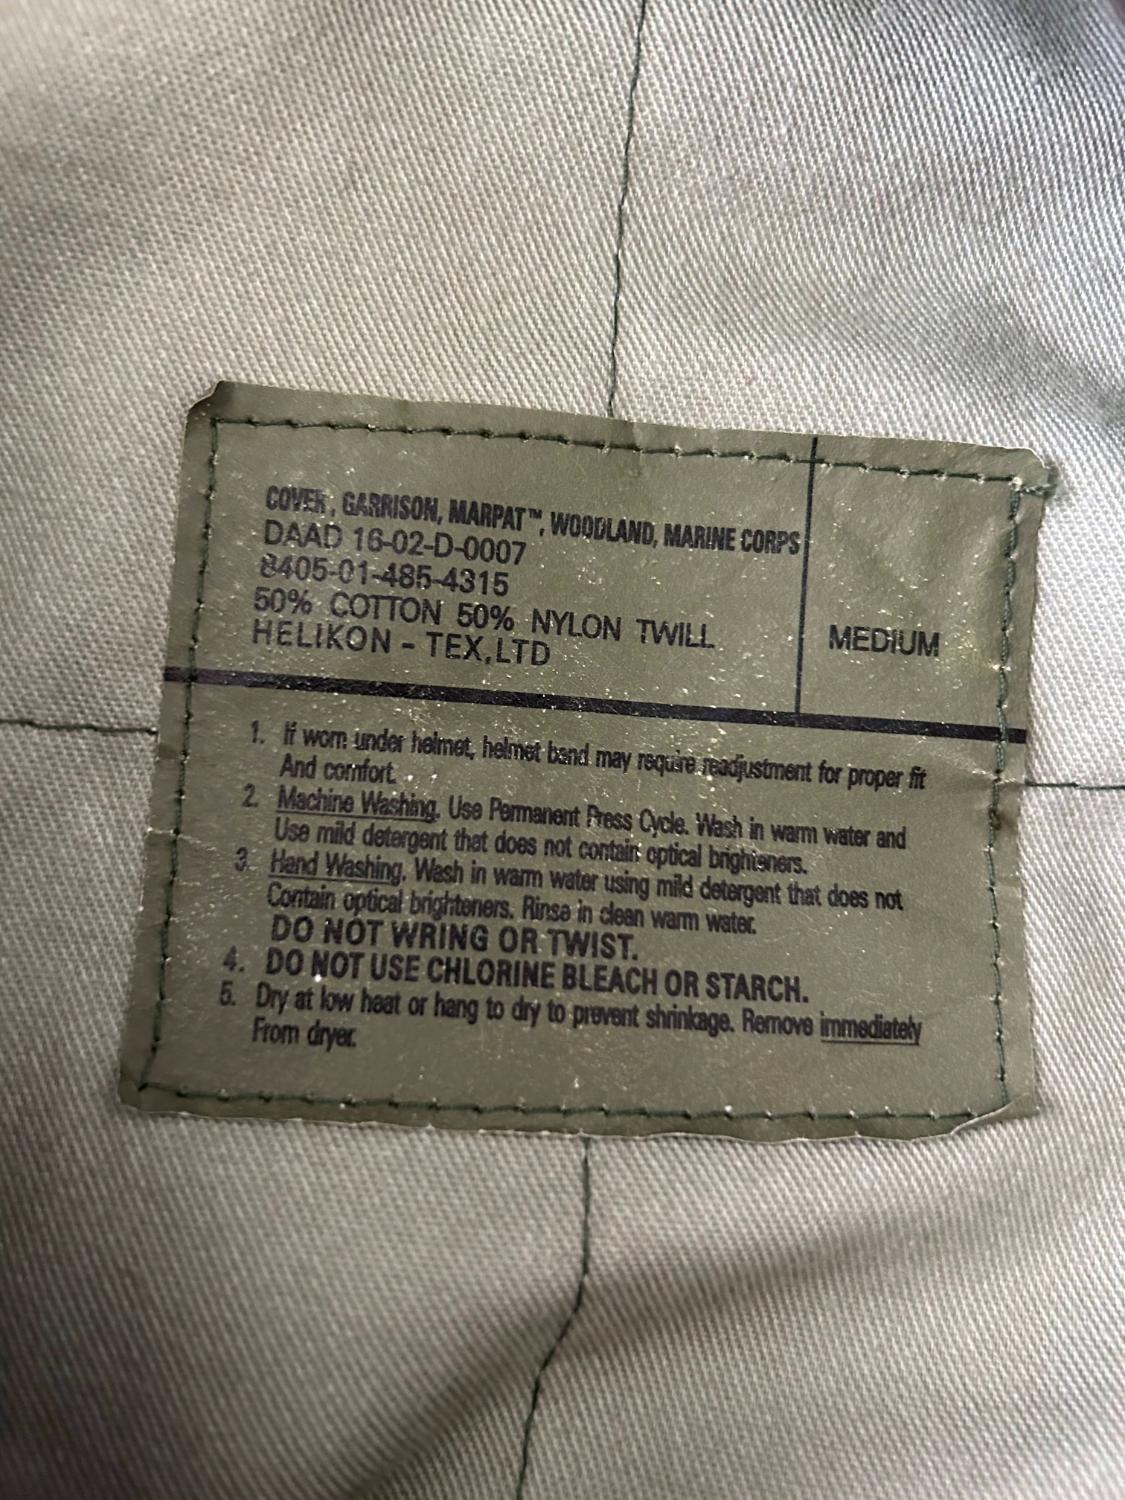 COVER, GARRISON, MARPAT™, WOODLAND, MARINE CORPS
DAAD 16-02-D-0007
8405-01-485-4315
50% COTTON 50% NYLON TWILL
HELIKON - TEX,LTD
MEDIUM
1. If worn under helmet, helmet band may require readjustment for proper fit
And comfort.
2. Machine Washing. Use Permanent Press Cycle. Wash in warm water and
Use mild detergent that does not contain optical brighteners.
3. Hand Washing. Wash in warm water using mild detergent that does not
Contain optical brighteners. Rinse in clean warm water.
DO NOT WRING OR TWIST.
4. DO NOT USE CHLORINE BLEACH OR STARCH.
5. Dry at low heat or hang to dry to prevent shrinkage. Remove immediately
From dryer.